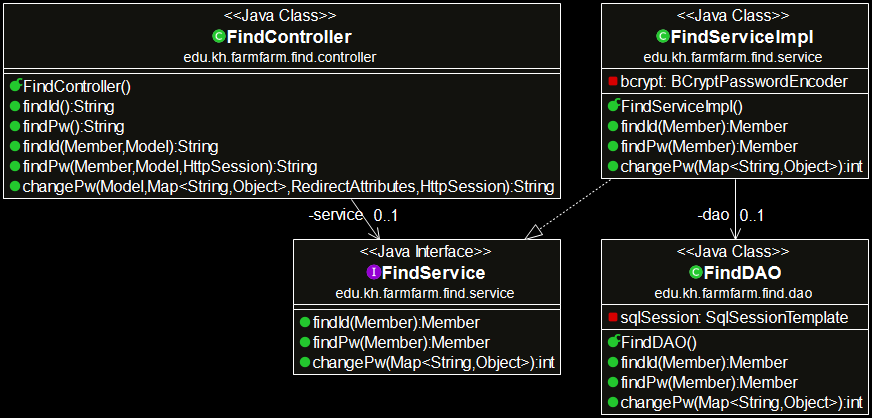 <<Java Class>>
FindController
edu.kh.farmfarm.find.controller
FindController()
findId():String
findPw():String
findId(Member,Model):String
findPw(Member,Model,HttpSession):String
changePw(Model,Map<String,Object>,RedirectAttributes,HttpSession):String
<<Java Class>>
FindServiceImpl
edu.kh.farmfarm.find.service
bcrypt: BCryptPasswordEncoder
FindServiceImpl()
findId(Member):Member
findPw(Member):Member
changePw(Map<String,Object>):int
-service 0..1
-dao 0..1
<<Java Interface>>
I
FindService
edu.kh.farmfarm.find.service
findId(Member):Member
findPw(Member):Member
changePw(Map<String,Object>):int
<<Java Class>>
FindDAO
edu.kh.farmfarm.find.dao
sqlSession: SqlSessionTemplate
FindDAO()
findId(Member):Member
findPw(Member):Member
changePw(Map<String,Object>):int